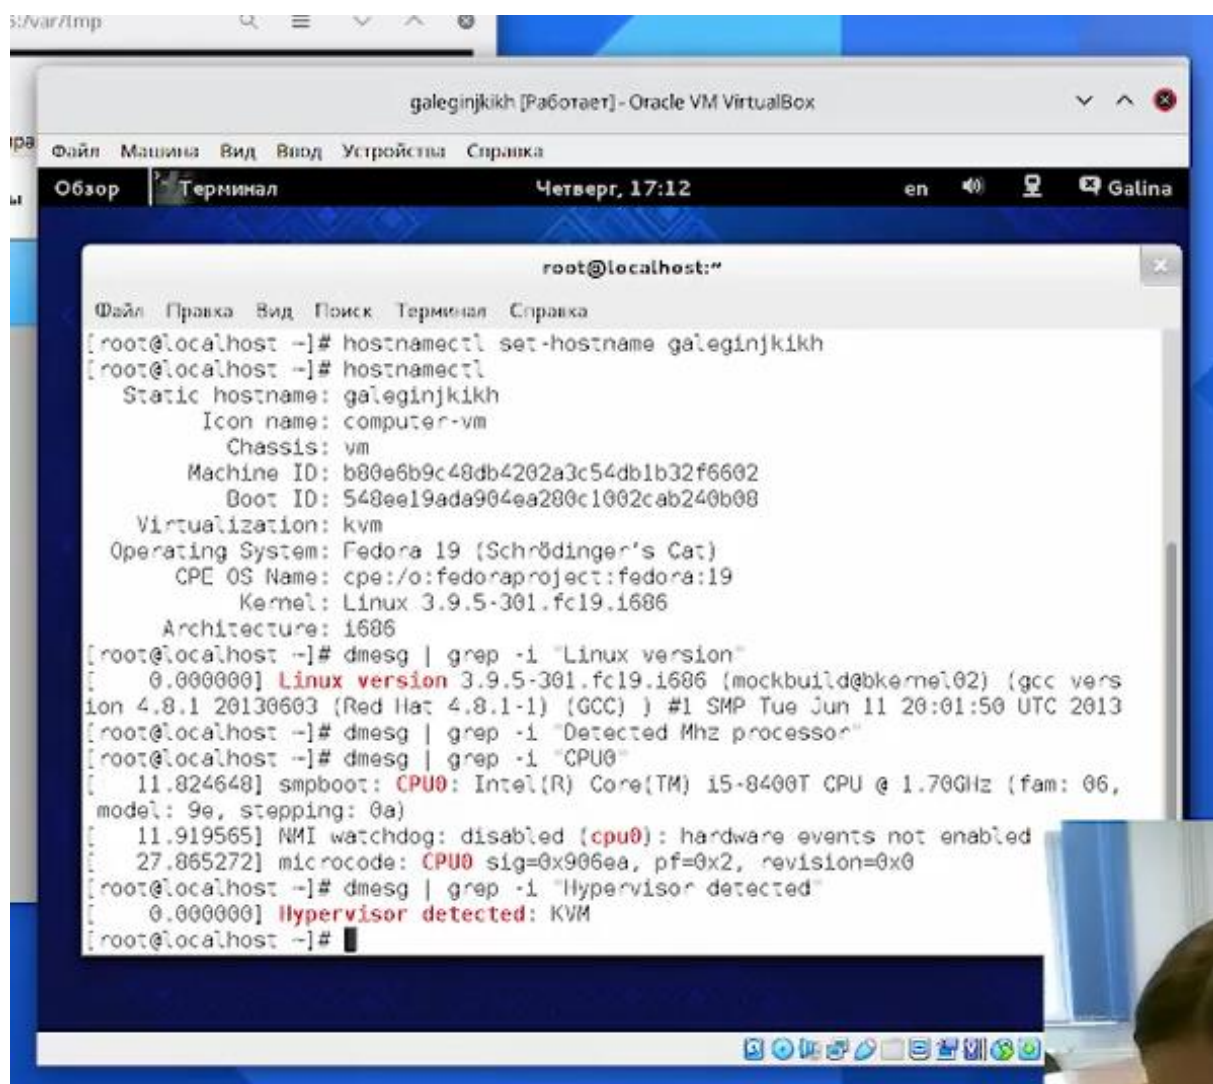 5:/var/tmp
galeginjkikh [Работает] - Oracle VM VirtualBox
Файл Машина Вид Ввод Устройства Справка
Обзор Терминал Четверг, 17:12 en Galina
root@localhost:~
Файл Правка Вид Поиск Терминал Справка
[root@localhost ~]# hostnamectl set-hostname galeginjkikh
[root@localhost ~]# hostnamectl
Static hostname: galeginjkikh
Icon name: computer-vm
Chassis: vm
Machine ID: b80e6b9c48db4202a3c54db1b32f6602
Boot ID: 548ee19ada904ea280c1002cab240b08
Virtualization: kvm
Operating System: Fedora 19 (Schrödinger's Cat)
CPE OS Name: cpe:/o:fedoraproject:fedora:19
Kernel: Linux 3.9.5-301.fc19.i686
Architecture: i686
[root@localhost ~]# dmesg | grep -i "Linux version"
[    0.000000] Linux version 3.9.5-301.fc19.i686 (mockbuild@bkernel02) (gcc vers
ion 4.8.1 20130603 (Red Hat 4.8.1-1) (GCC) ) #1 SMP Tue Jun 11 20:01:50 UTC 2013
[root@localhost ~]# dmesg | grep -i "Detected Mhz processor"
[root@localhost ~]# dmesg | grep -i "CPU0"
[   11.824648] smpboot: CPU0: Intel(R) Core(TM) i5-8400T CPU @ 1.70GHz (fam: 06,
model: 9e, stepping: 0a)
[   11.919565] NMI watchdog: disabled (cpu0): hardware events not enabled
[   27.865272] microcode: CPU0 sig=0x906ea, pf=0x2, revision=0x0
[root@localhost ~]# dmesg | grep -i "Hypervisor detected"
[    0.000000] Hypervisor detected: KVM
[root@localhost ~]#